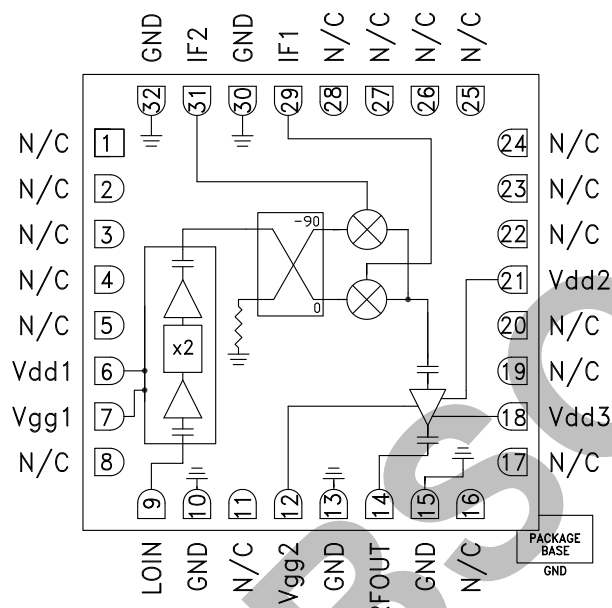 GND
IF2
GND
IF1
N/C
N/C
N/C
N/C
32
31
30
29
28
27
26
25
N/C 1
N/C 2
N/C 3
N/C 4
N/C 5
Vdd1 6
Vgg1 7
N/C 8
-90
0
x2
24 N/C
23 N/C
22 N/C
21 Vdd2
20 N/C
19 N/C
18 Vdd3
17 N/C
9
10
11
12
13
14
15
16
LOIN
GND
N/C
Vgg2
GND
RFOUT
GND
N/C
PACKAGE
BASE
GND